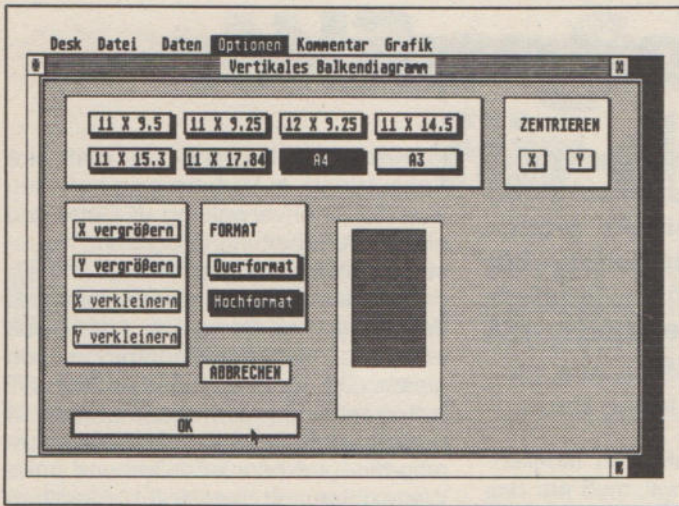 Desk Datei Daten Optionen Kommentar Grafik
Vertikales Balkendiagramm
11 X 9.5 11 X 9.25 12 X 9.25 11 X 14.5
11 X 15.3 11 X 17.84 A4 A3
ZENTRIEREN
X Y
X vergrößern
Y vergrößern
X verkleinern
Y verkleinern
FORMAT
Querformat
Hochformat
ABBRECHEN
OK